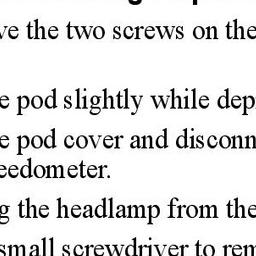 ve the two screws on the
e pod slightly while dep
e pod cover and disconn
eedometer.
g the headlamp from the
small screwdriver to rem